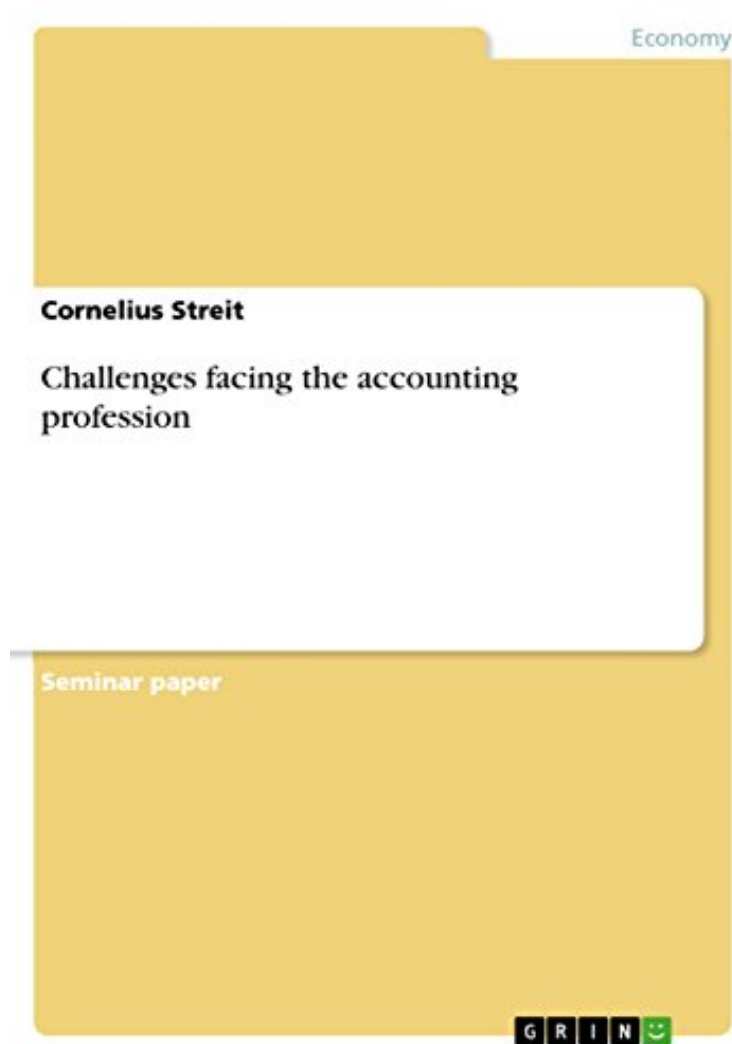 Economy
Cornelius Streit
Challenges facing the accounting
profession
Seminar paper
GRIN